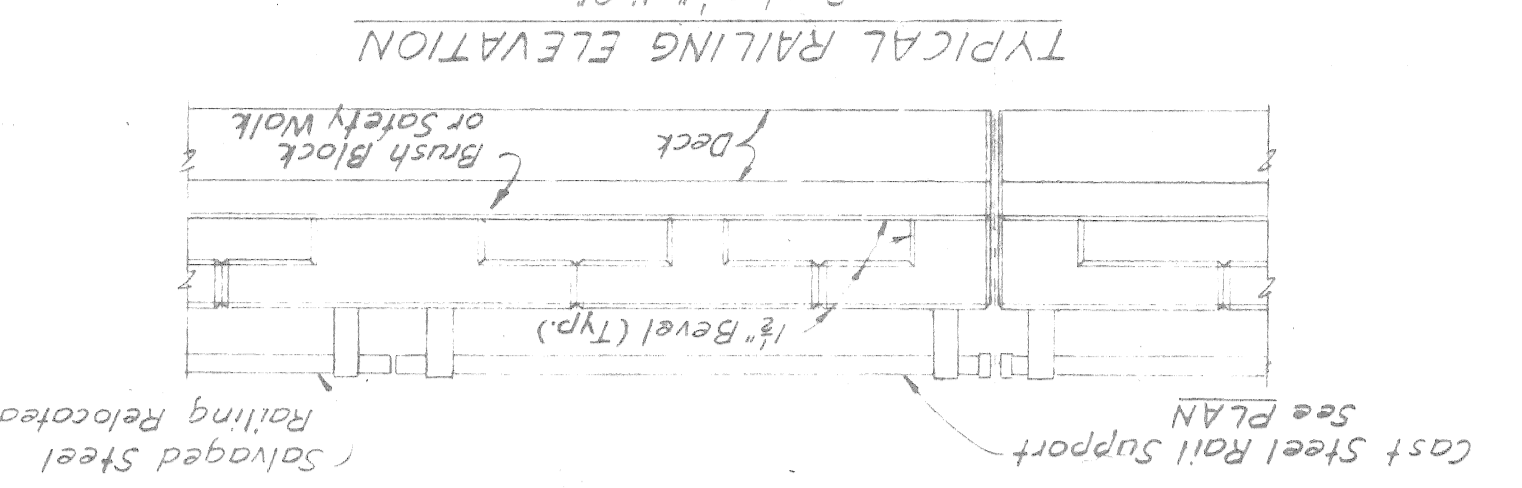 Cast Steel Rail Support
See PLAN
Salvaged Steel
Railing Relocated
1½" Bevel (Typ.)
Brush Block
or Safety Walk
Deck
TYPICAL RAILING ELEVATION